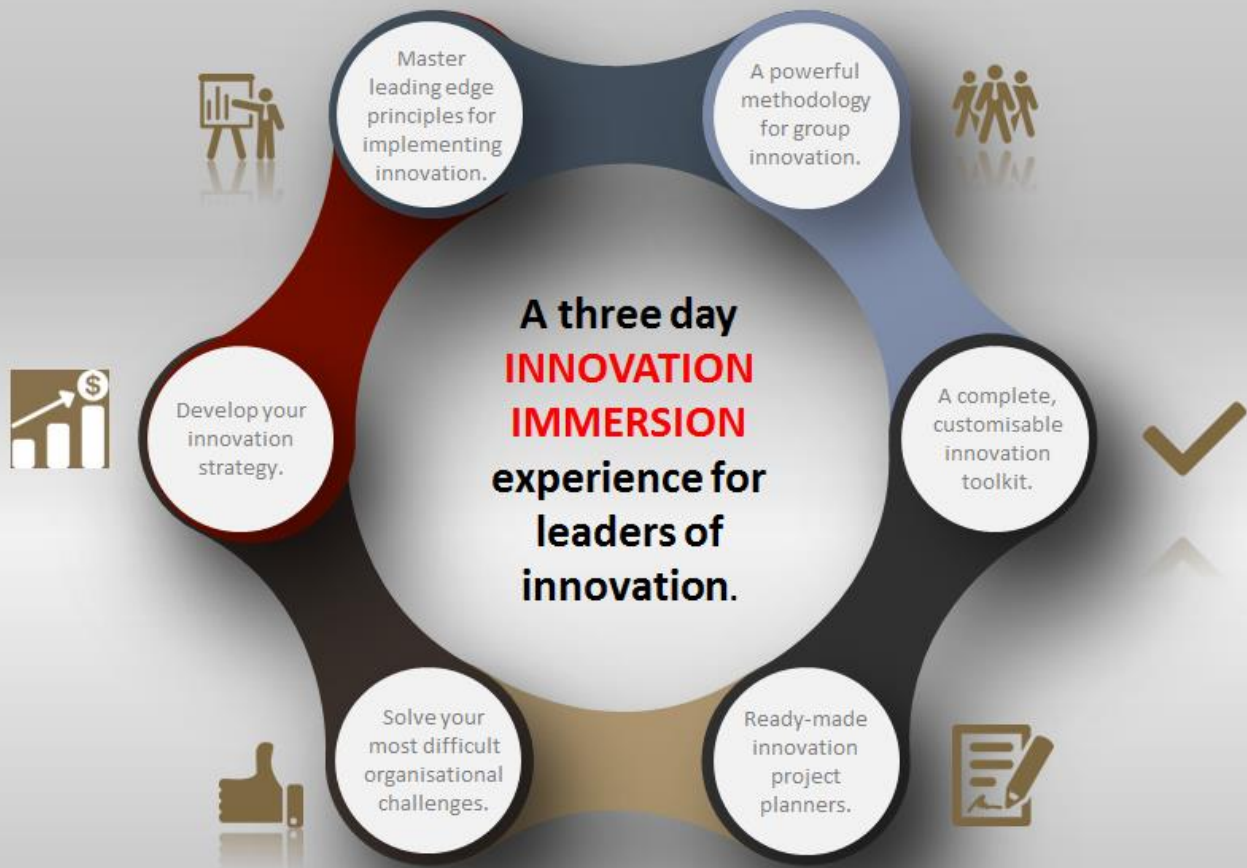 Master
leading edge
principles for
implementing
innovation.
A powerful
methodology
for group
innovation.
A three day
INNOVATION
IMMERSION
experience for
leaders of
innovation.
Develop your
innovation
strategy.
$
A complete,
customisable
innovation
toolkit.
Solve your
most difficult
organisational
challenges.
Ready-made
innovation
project
planners.